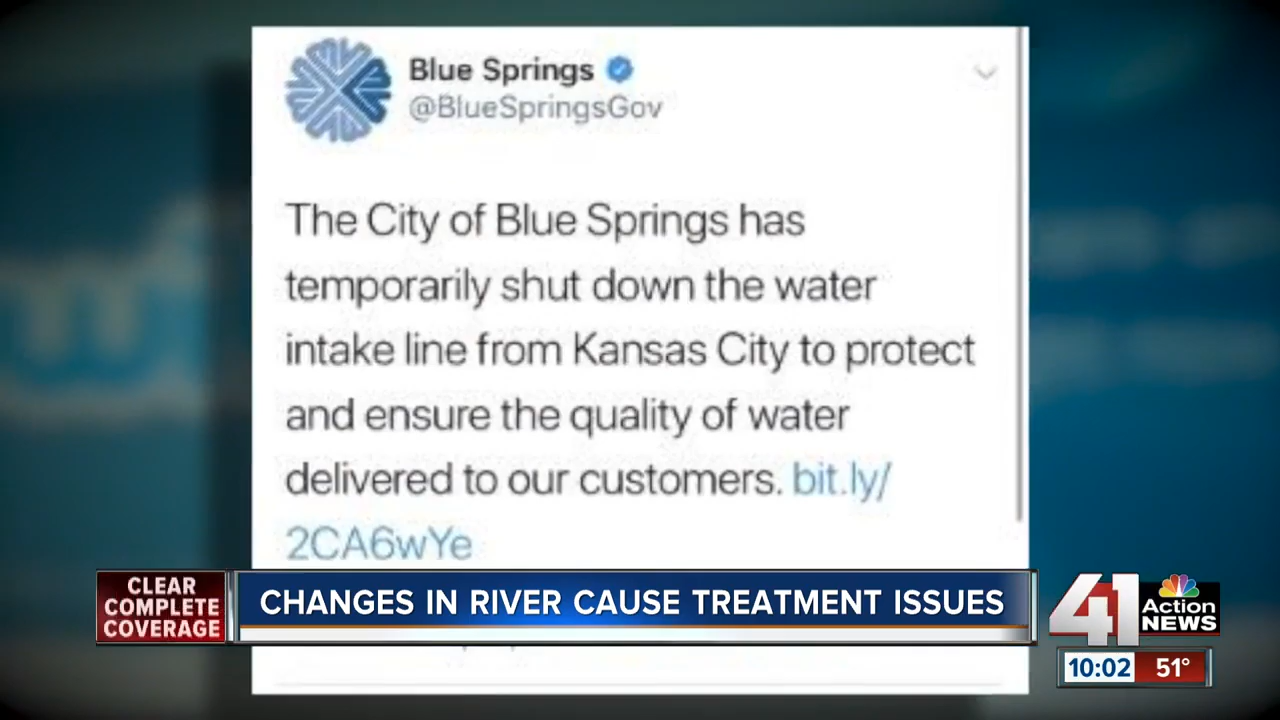 Blue Springs
@BlueSpringsGov
The City of Blue Springs has
temporarily shut down the water
intake line from Kansas City to protect
and ensure the quality of water
delivered to our customers. bit.ly/
2CA6wYe
CLEAR
COMPLETE
COVERAGE
CHANGES IN RIVER CAUSE TREATMENT ISSUES
41
Action
NEWS
10:02 51°